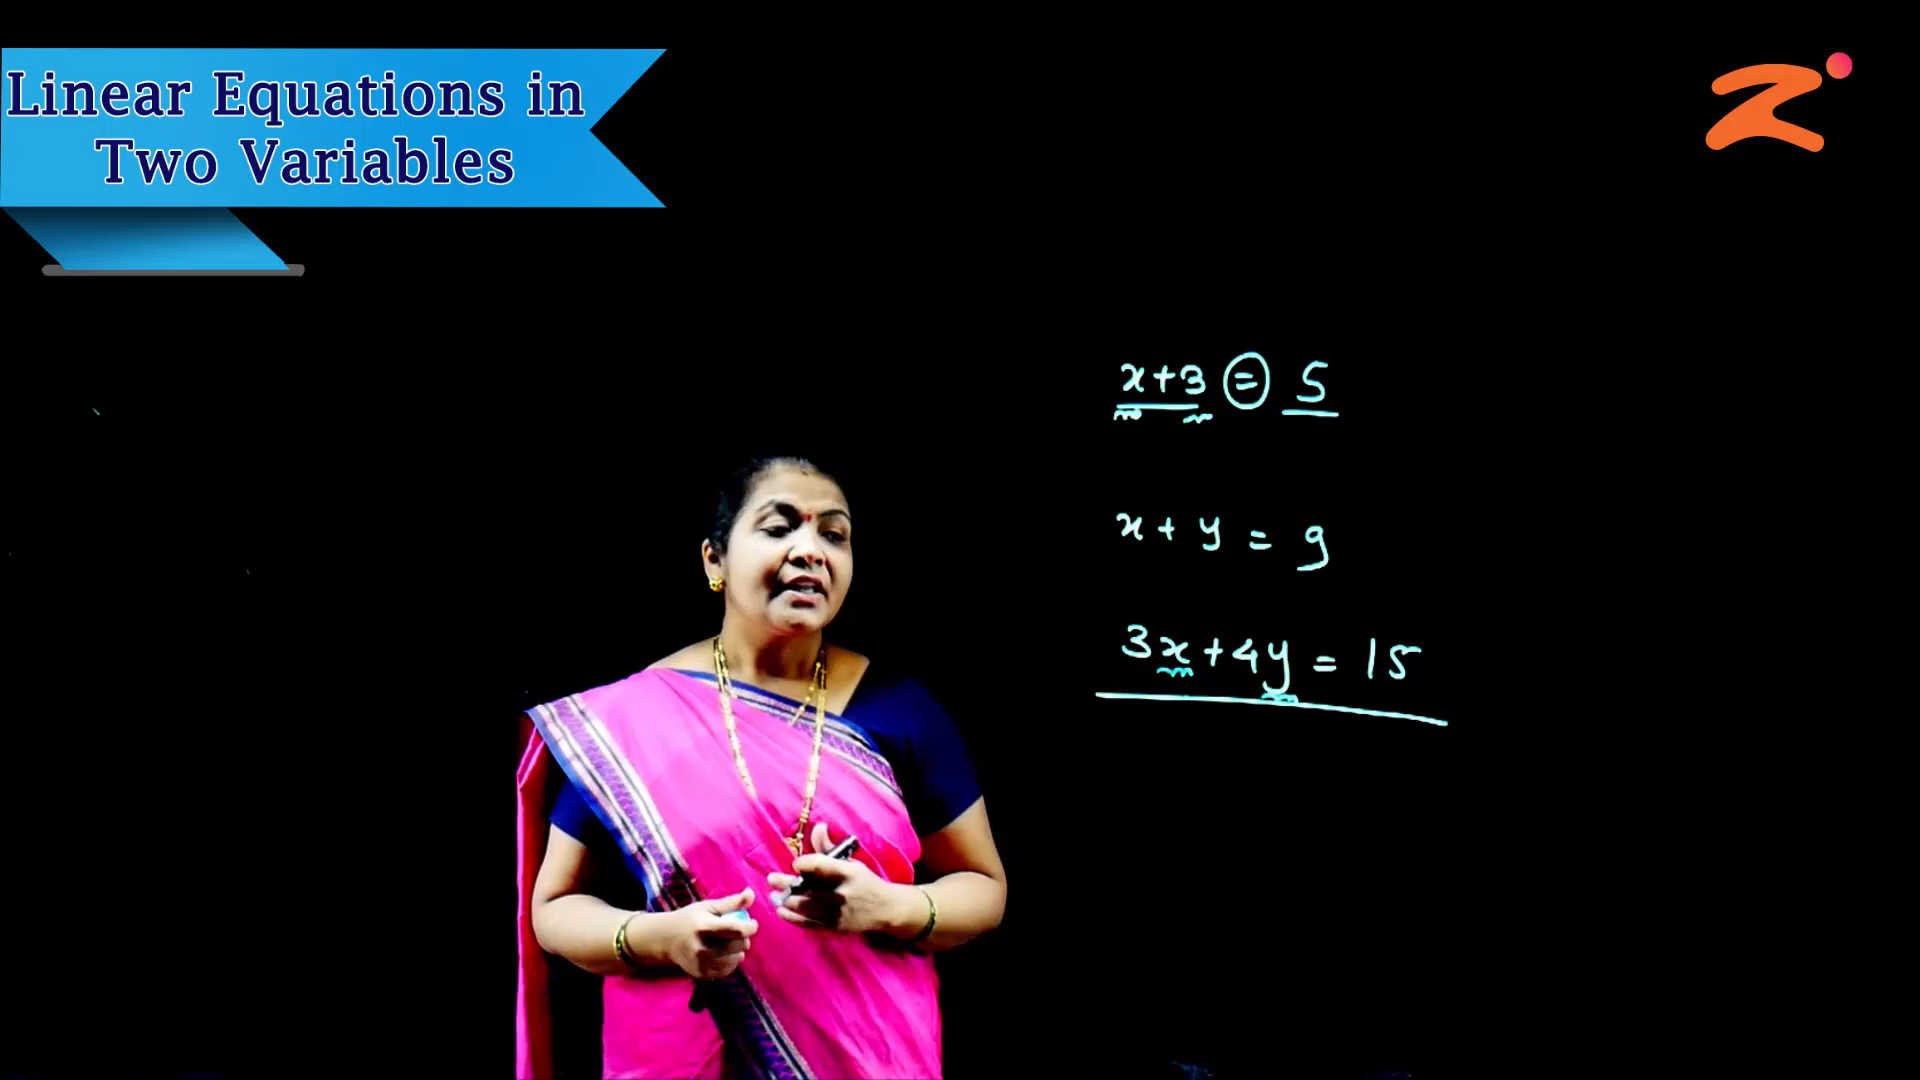 Linear Equations in
Two Variables
x+3 = 5
x + y = 9
3x+4y = 15